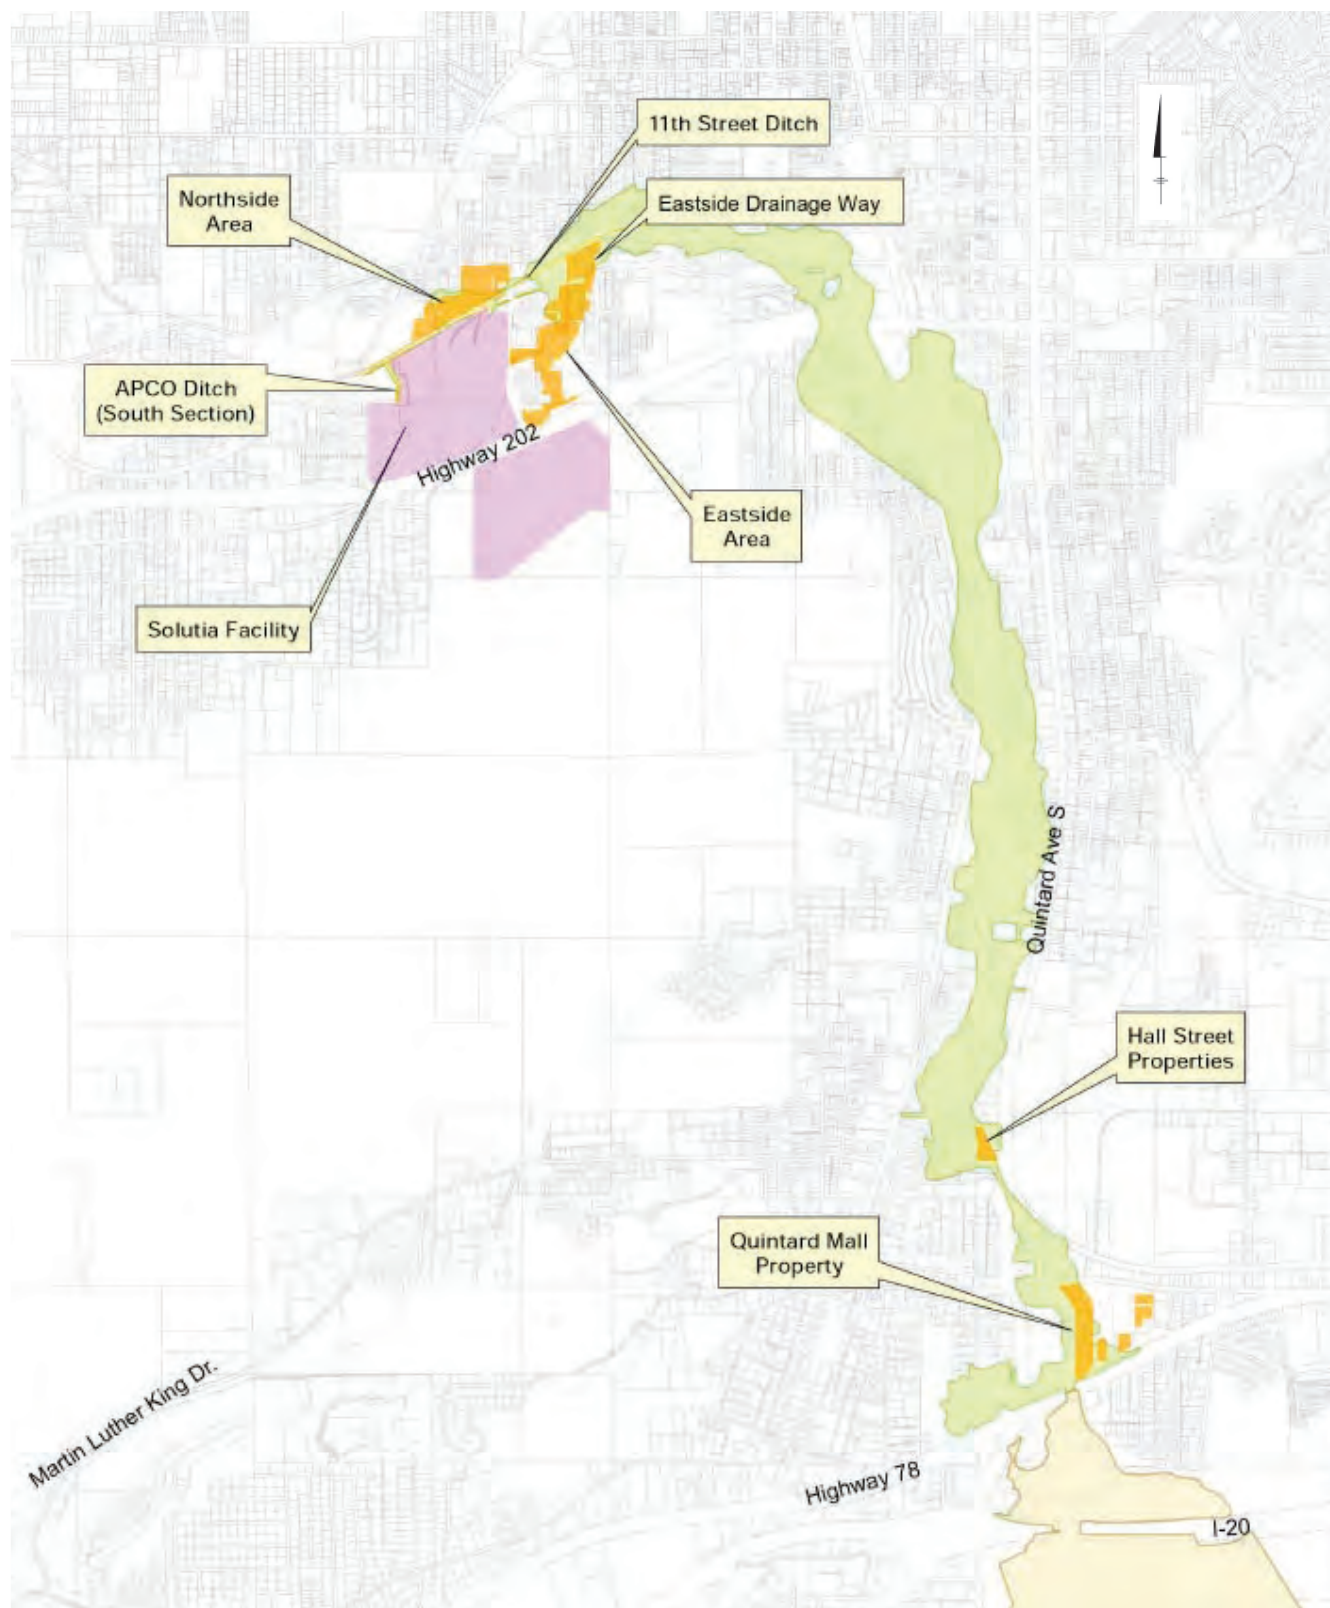 11th Street Ditch
Northside
Area
Eastside Drainage Way
APCO Ditch
(South Section)
Highway 202
Eastside
Area
Solutia Facility
Quintard Ave S
Hall Street
Properties
Quintard Mall
Property
Martin Luther King Dr.
Highway 78
I-20